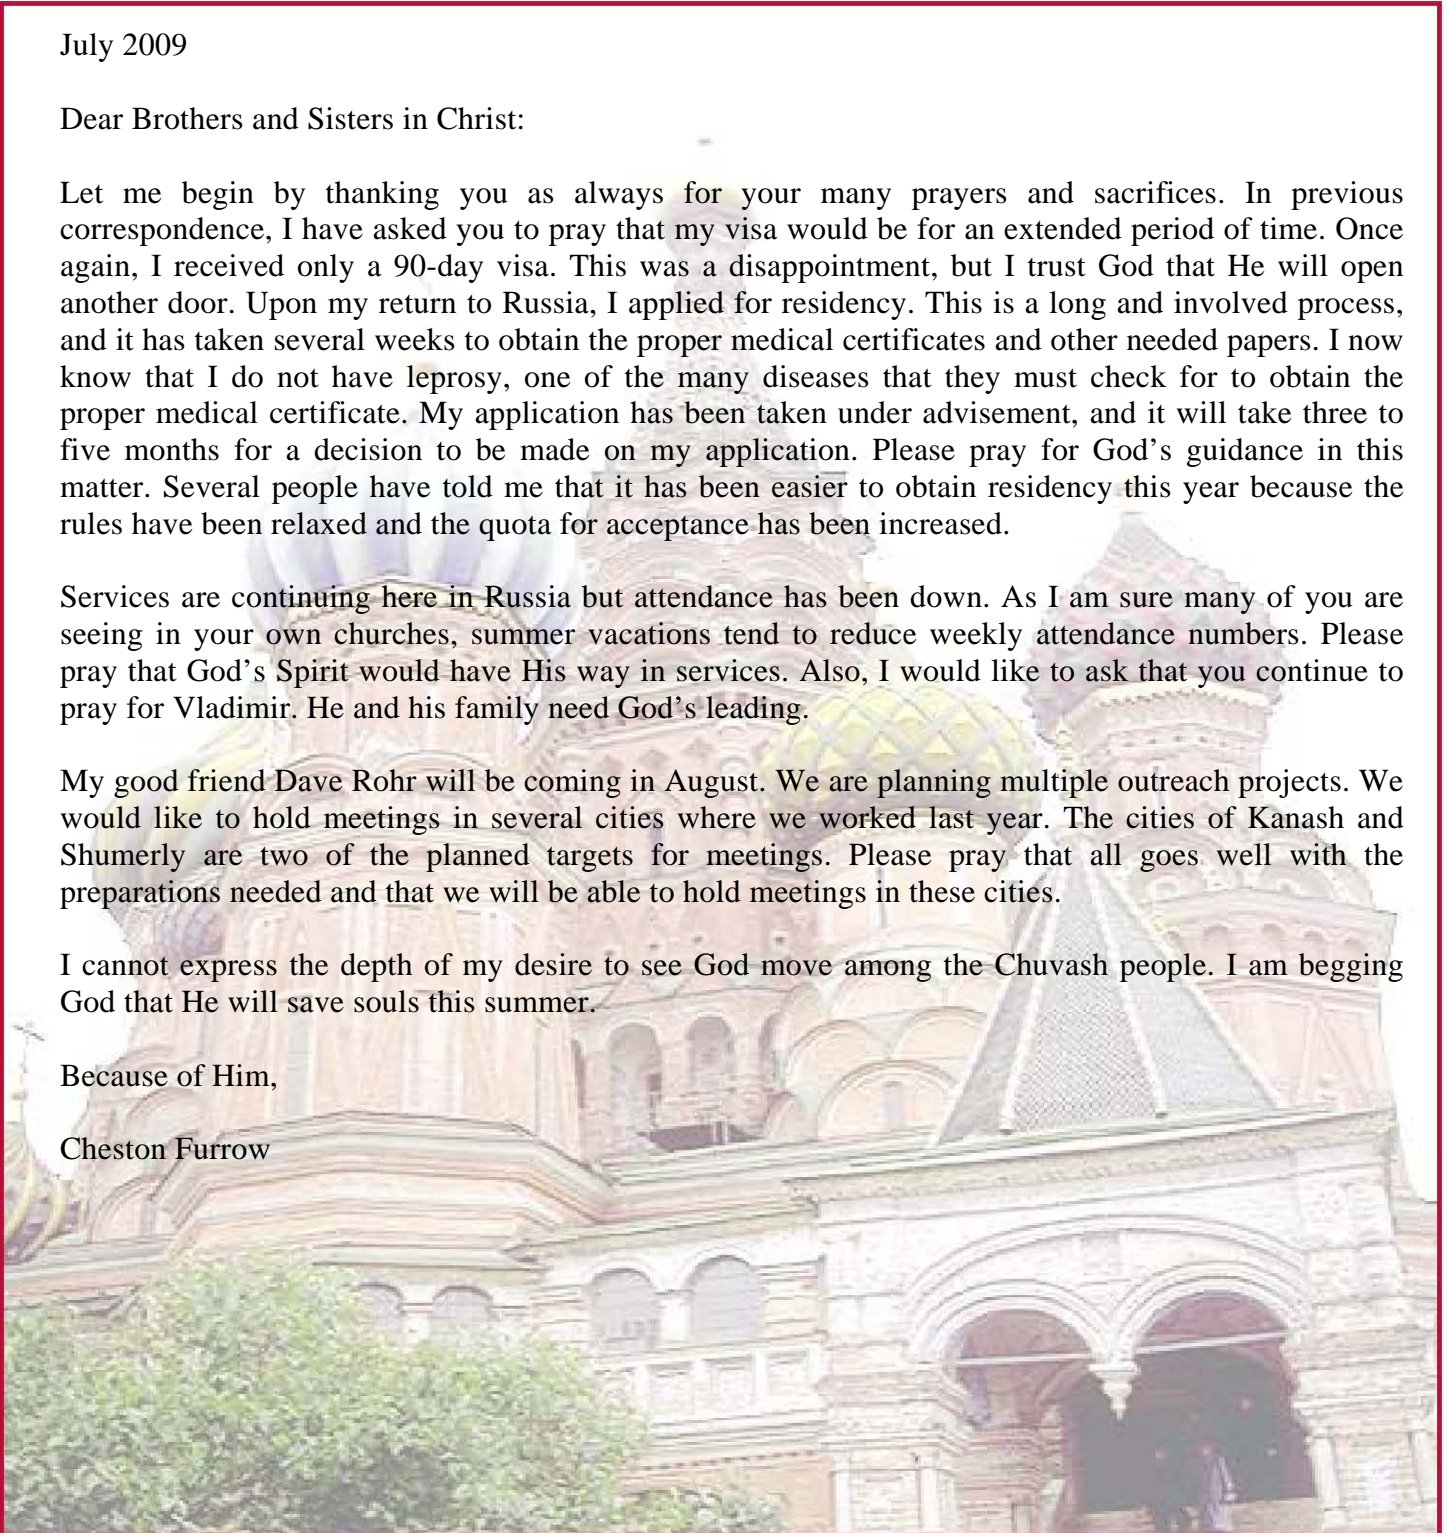 July 2009
Dear Brothers and Sisters in Christ:
Let me begin by thanking you as always for your many prayers and sacrifices. In previous
correspondence, I have asked you to pray that my visa would be for an extended period of time. Once
again, I received only a 90-day visa. This was a disappointment, but I trust God that He will open
another door. Upon my return to Russia, I applied for residency. This is a long and involved process,
and it has taken several weeks to obtain the proper medical certificates and other needed papers. I now
know that I do not have leprosy, one of the many diseases that they must check for to obtain the
proper medical certificate. My application has been taken under advisement, and it will take three to
five months for a decision to be made on my application. Please pray for God’s guidance in this
matter. Several people have told me that it has been easier to obtain residency this year because the
rules have been relaxed and the quota for acceptance has been increased.
Services are continuing here in Russia but attendance has been down. As I am sure many of you are
seeing in your own churches, summer vacations tend to reduce weekly attendance numbers. Please
pray that God’s Spirit would have His way in services. Also, I would like to ask that you continue to
pray for Vladimir. He and his family need God’s leading.
My good friend Dave Rohr will be coming in August. We are planning multiple outreach projects. We
would like to hold meetings in several cities where we worked last year. The cities of Kanash and
Shumerly are two of the planned targets for meetings. Please pray that all goes well with the
preparations needed and that we will be able to hold meetings in these cities.
I cannot express the depth of my desire to see God move among the Chuvash people. I am begging
God that He will save souls this summer.
Because of Him,
Cheston Furrow